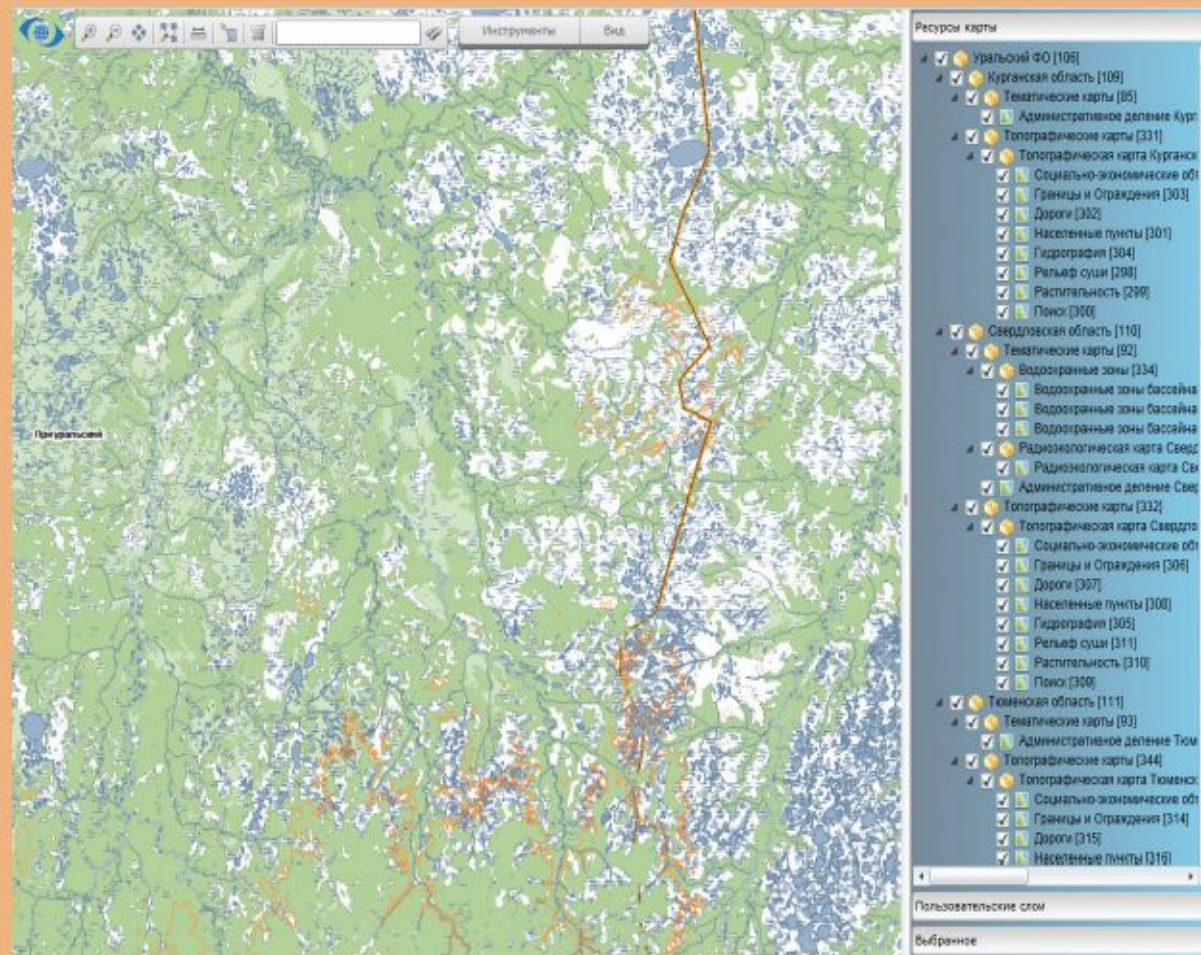 Инструменты
Вид
Приуральский
Ресурсы карты
Уральский ФО [106]
Курганская область [109]
Тематические карты [85]
Административное деление Кург
Топографические карты [331]
Топографическая карта Курганск
Социально-экономические объ
Границы и Ограждения [303]
Дороги [302]
Населенные пункты [301]
Гидрография [304]
Рельеф суши [298]
Растительность [299]
Поиск [300]
Свердловская область [110]
Тематические карты [92]
Водоохранные зоны [334]
Водоохранные зоны бассейна
Водоохранные зоны бассейна
Водоохранные зоны бассейна
Радиоэкологическая карта Сверд
Радиоэкологическая карта Све
Административное деление Свер
Топографические карты [332]
Топографическая карта Свердло
Социально-экономические объ
Границы и Ограждения [306]
Дороги [307]
Населенные пункты [308]
Гидрография [305]
Рельеф суши [311]
Растительность [310]
Поиск [309]
Тюменская область [111]
Тематические карты [93]
Административное деление Тюм
Топографические карты [344]
Топографическая карта Тюменск
Социально-экономические объ
Границы и Ограждения [314]
Дороги [315]
Населенные пункты [316]
Пользовательские слои
Выбранное